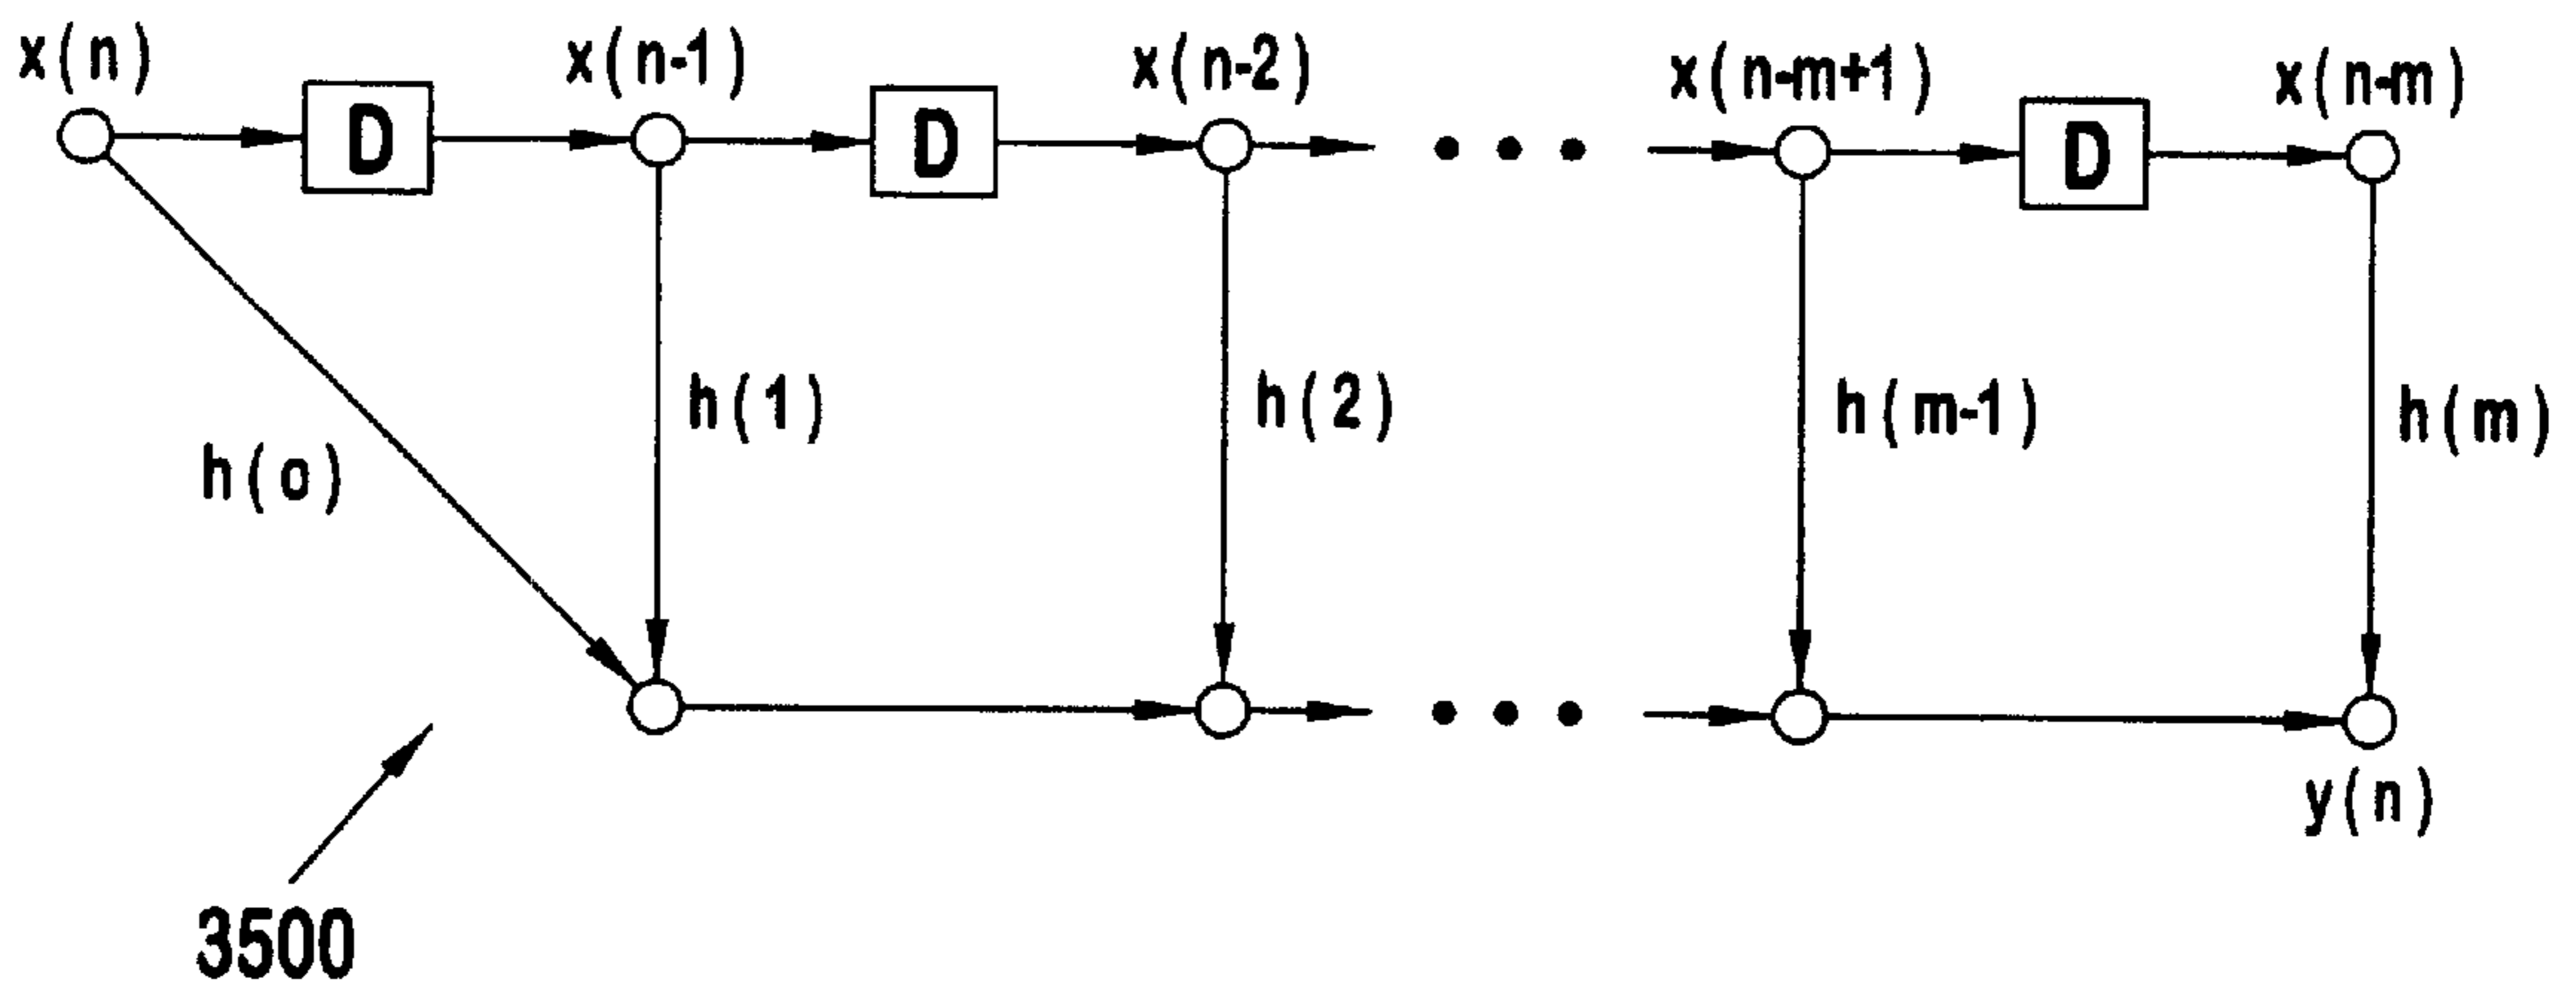 x(n) x(n-1) x(n-2) x(n-m+1) x(n-m)
D D D
h(o) h(1) h(2) h(m-1) h(m)
y(n)
3500